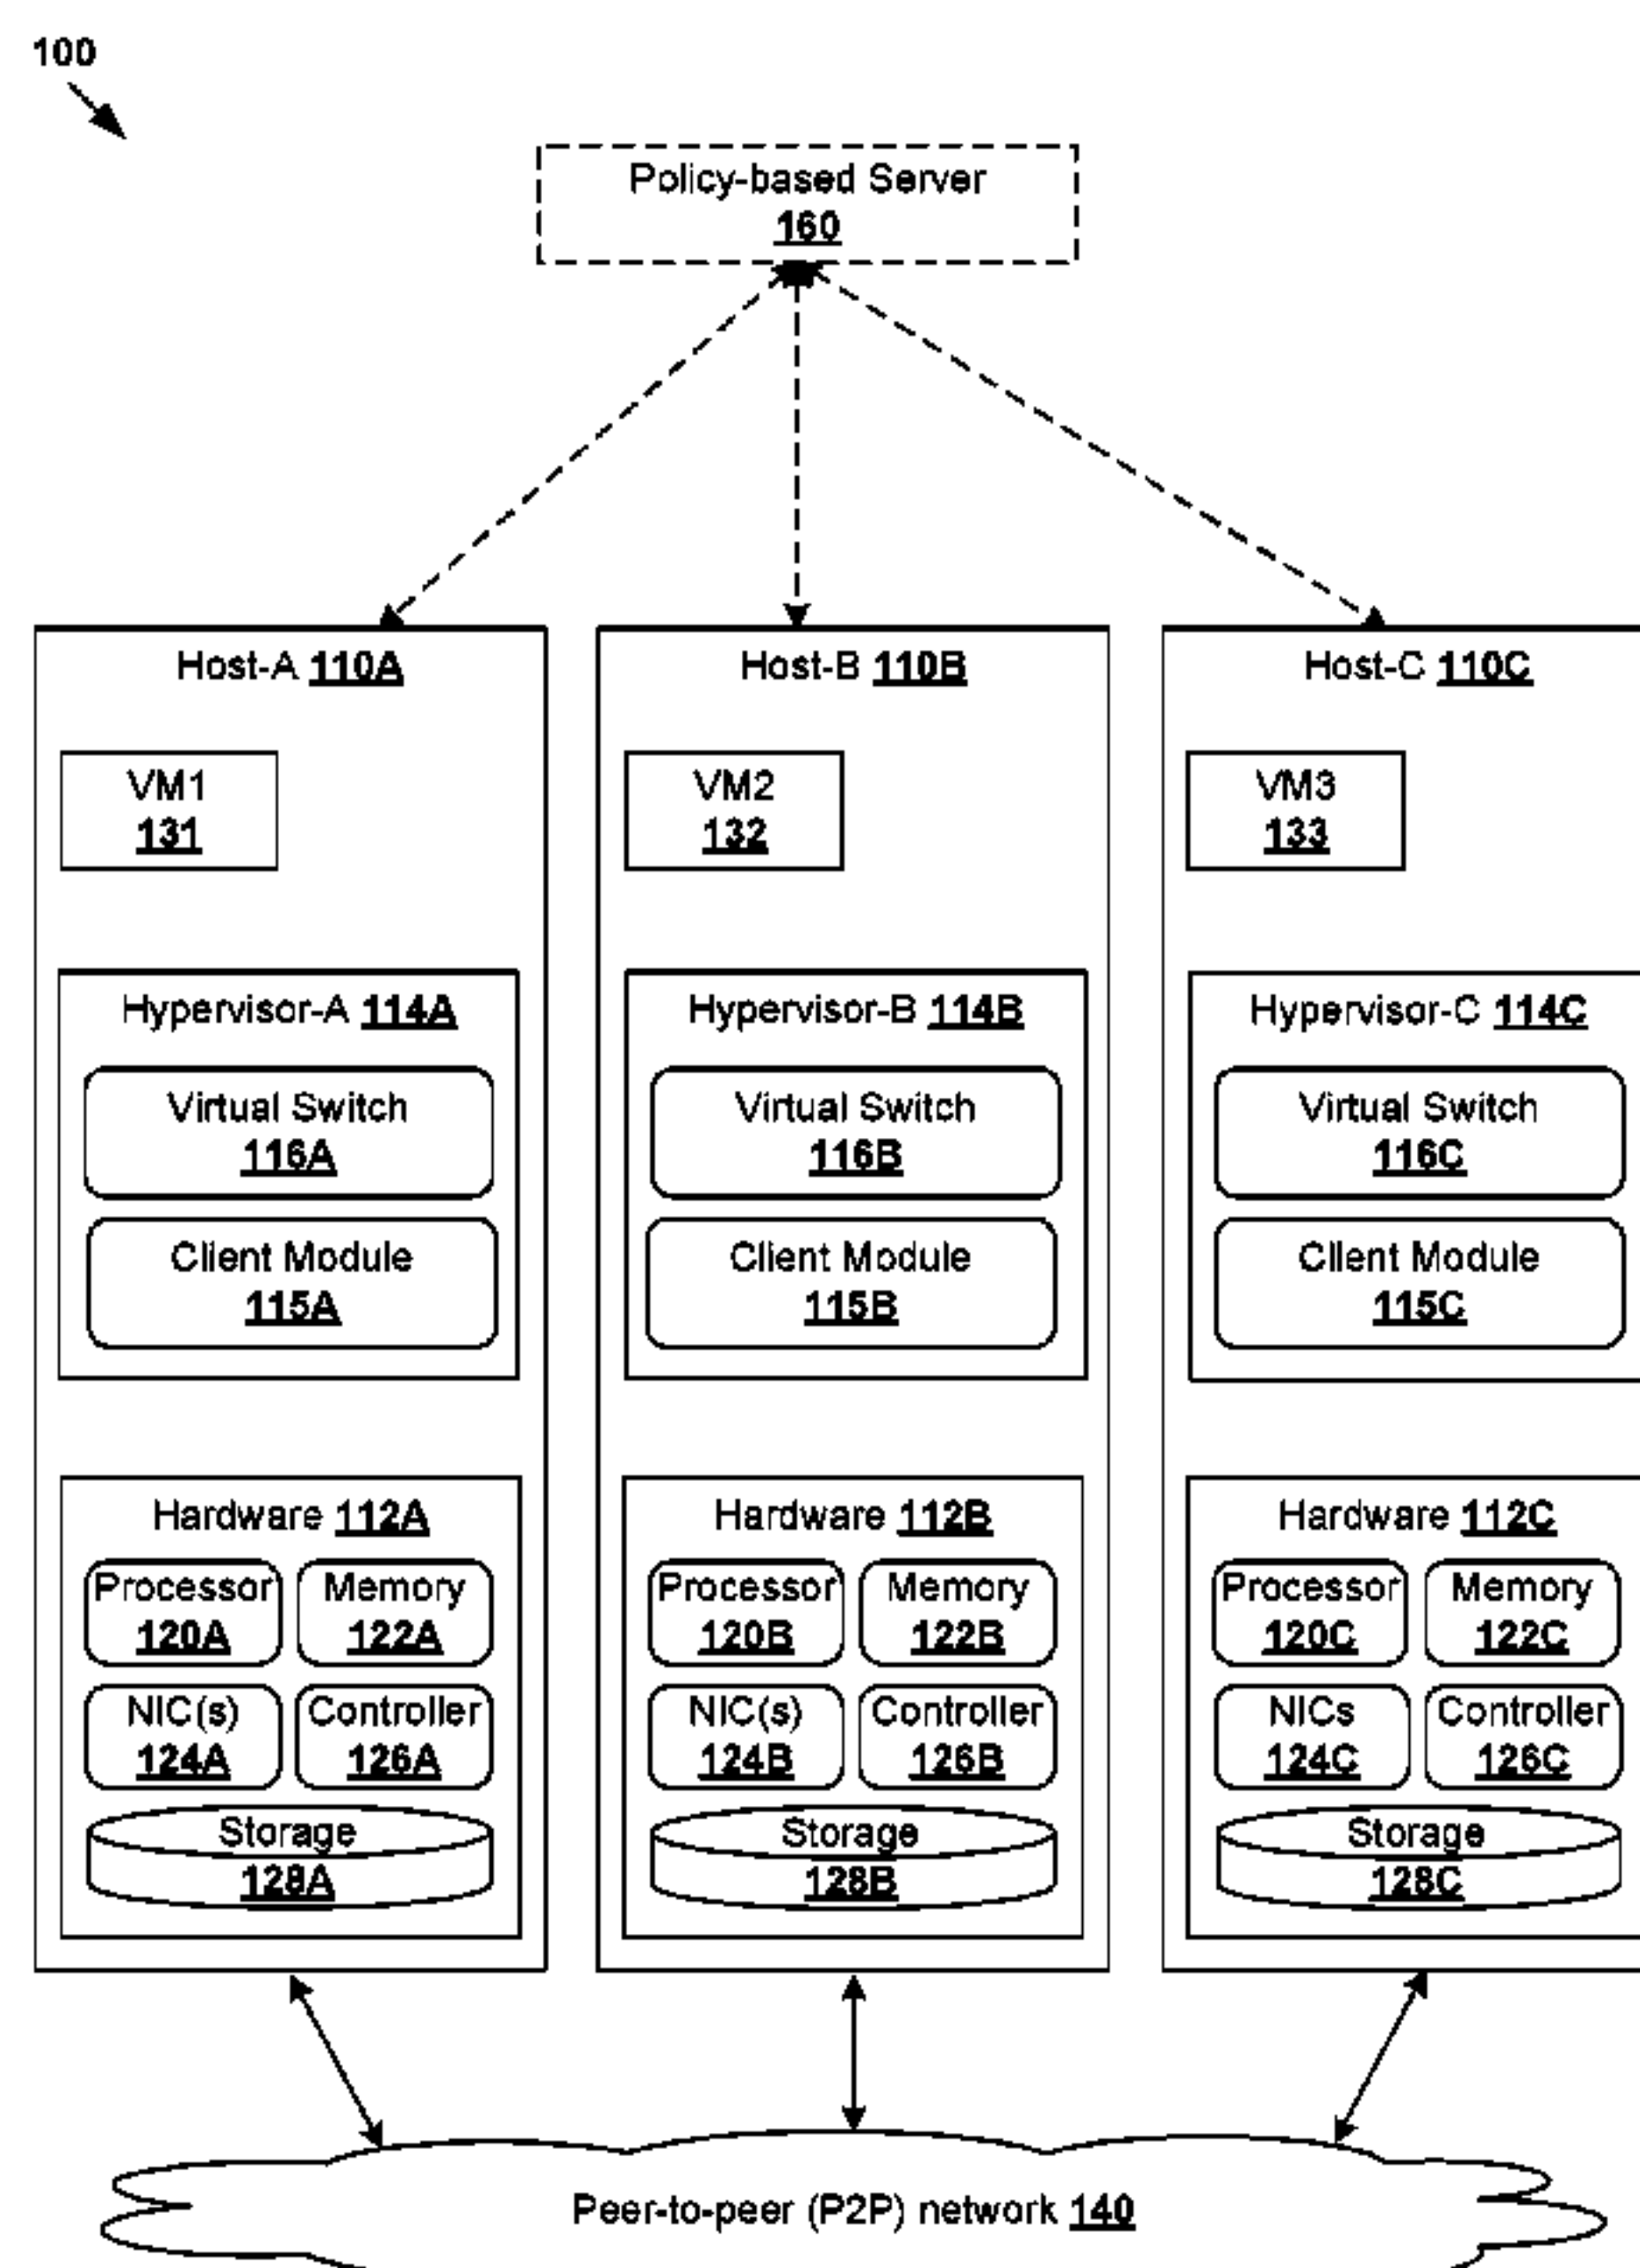 100
Policy-based Server
160
Host-A 110A
VM1
131
Hypervisor-A 114A
Virtual Switch
116A
Client Module
115A
Hardware 112A
Processor
120A
Memory
122A
NIC(s)
124A
Controller
126A
Storage
128A
Host-B 110B
VM2
132
Hypervisor-B 114B
Virtual Switch
116B
Client Module
115B
Hardware 112B
Processor
120B
Memory
122B
NIC(s)
124B
Controller
126B
Storage
128B
Host-C 110C
VM3
133
Hypervisor-C 114C
Virtual Switch
116C
Client Module
115C
Hardware 112C
Processor
120C
Memory
122C
NICs
124C
Controller
126C
Storage
128C
Peer-to-peer (P2P) network 140